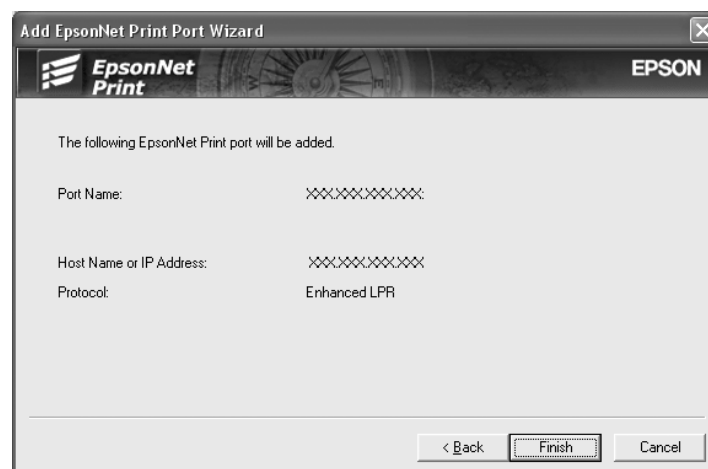 Add EpsonNet Print Port Wizard
EpsonNet
Print
EPSON
The following EpsonNet Print port will be added.
Port Name: XXX.XXX.XXX.XXX:
Host Name or IP Address: XXX.XXX.XXX.XXX
Protocol: Enhanced LPR
< Back Finish Cancel